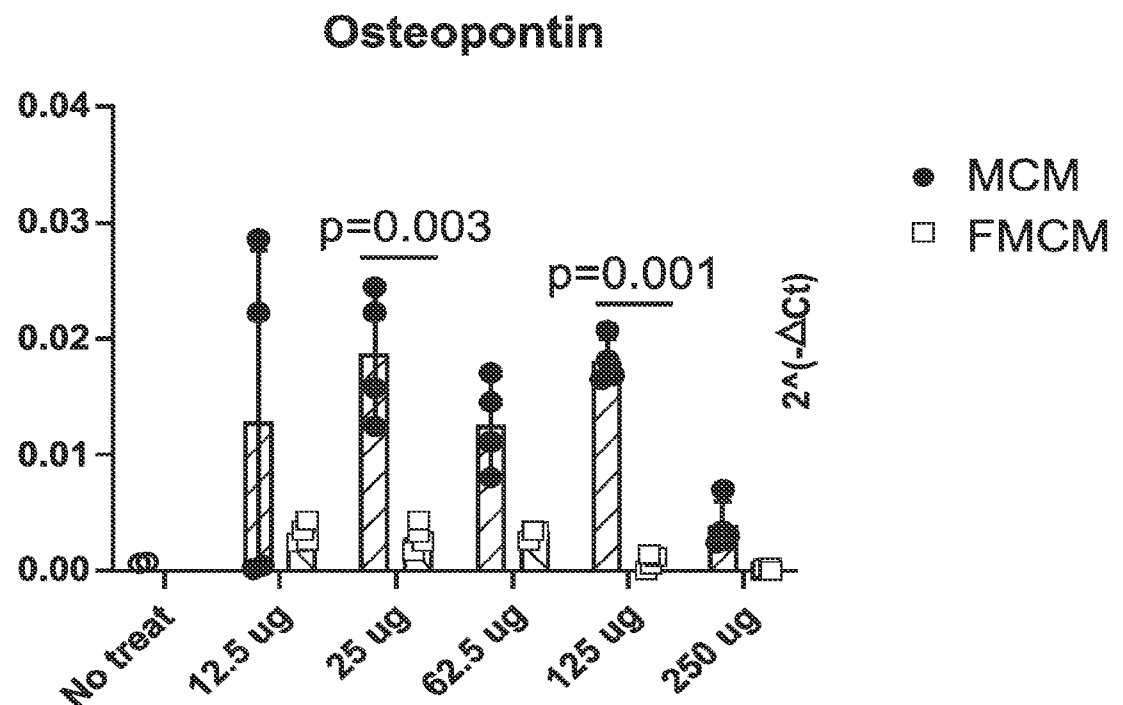 Osteopontin
0.04
0.03
0.02
0.01
0.00
p=0.003
p=0.001
MCM
FMCM
2^(-ΔCt)
No treat
12.5 ug
25 ug
62.5 ug
125 ug
250 ug